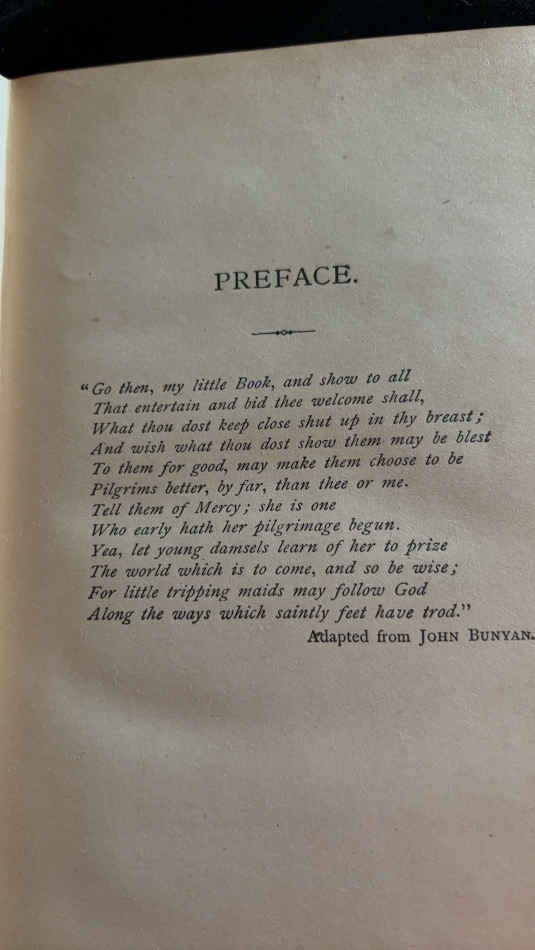 PREFACE.
“Go then, my little Book, and show to all
That entertain and bid thee welcome shall,
What thou dost keep close shut up in thy breast;
And wish what thou dost show them may be blest
To them for good, may make them choose to be
Pilgrims better, by far, than thee or me.
Tell them of Mercy; she is one
Who early hath her pilgrimage begun.
Yea, let young damsels learn of her to prize
The world which is to come, and so be wise;
For little tripping maids may follow God
Along the ways which saintly feet have trod.”
Adapted from JOHN BUNYAN.